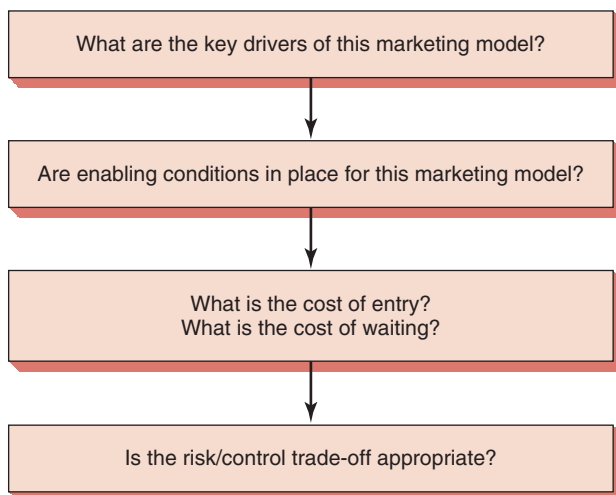 What are the key drivers of this marketing model?
Are enabling conditions in place for this marketing model?
What is the cost of entry?
What is the cost of waiting?
Is the risk/control trade-off appropriate?